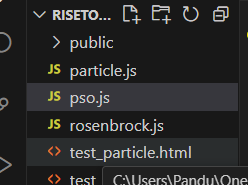 RISETO...
public
JS particle.js
JS pso.js
JS rosenbrock.js
<> test_particle.html
<> test
C:\Users\Pandu\One